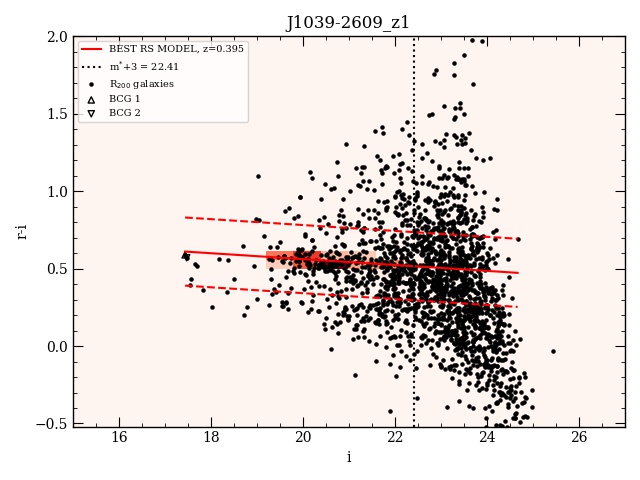 J1039-2609_z1
BEST RS MODEL, z=0.395
m*+3 = 22.41
R200 galaxies
BCG 1
BCG 2
2.0
1.5
1.0
0.5
0.0
−0.5
r-i
16 18 20 22 24 26
i